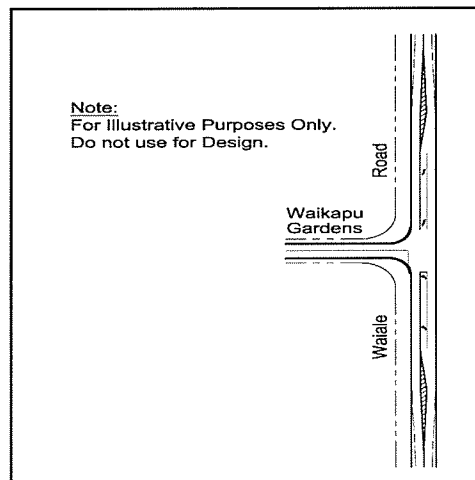 Note:
For Illustrative Purposes Only.
Do not use for Design.
Road
Waikapu
Gardens
Waiale